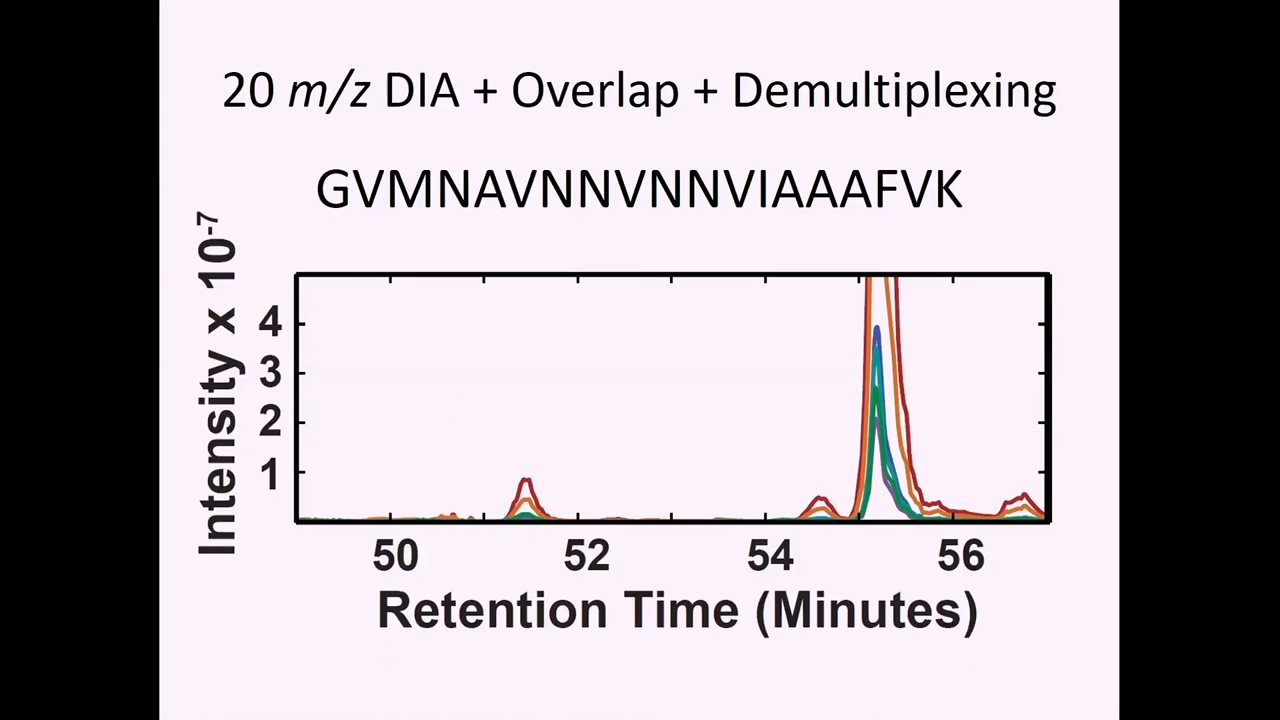 20 m/z DIA + Overlap + Demultiplexing
GVMNAVNNVNNVIAAAFVK
Intensity x 10-7
4
3
2
1
50 52 54 56
Retention Time (Minutes)